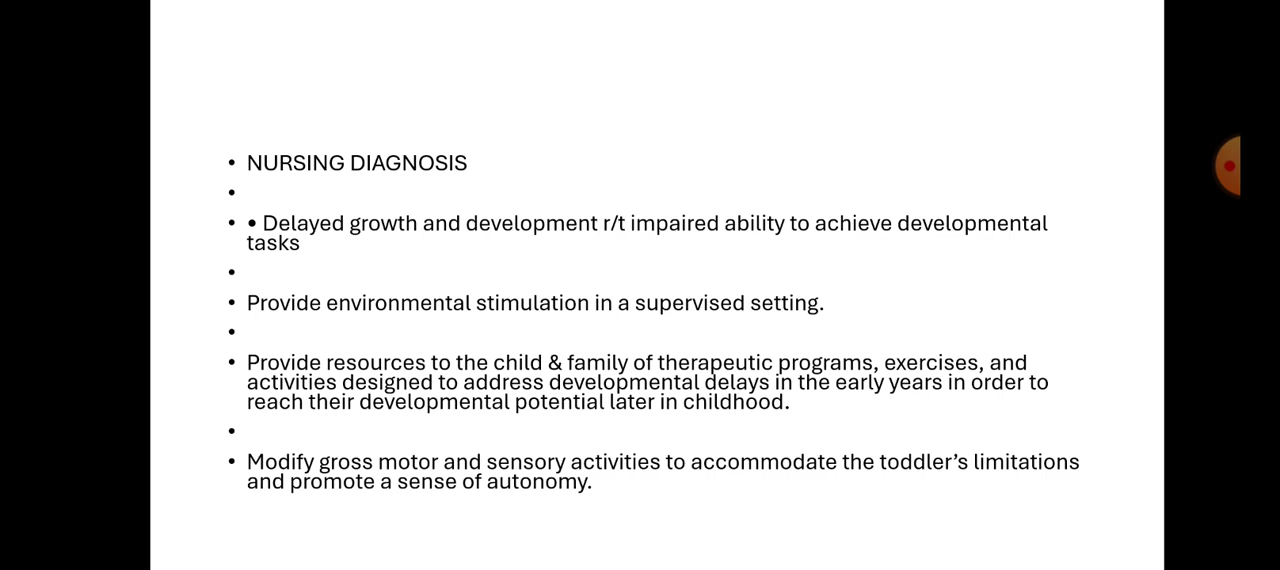 • NURSING DIAGNOSIS
•
• • Delayed growth and development r/t impaired ability to achieve developmental
tasks
•
• Provide environmental stimulation in a supervised setting.
•
• Provide resources to the child & family of therapeutic programs, exercises, and
activities designed to address developmental delays in the early years in order to
reach their developmental potential later in childhood.
•
• Modify gross motor and sensory activities to accommodate the toddler’s limitations
and promote a sense of autonomy.